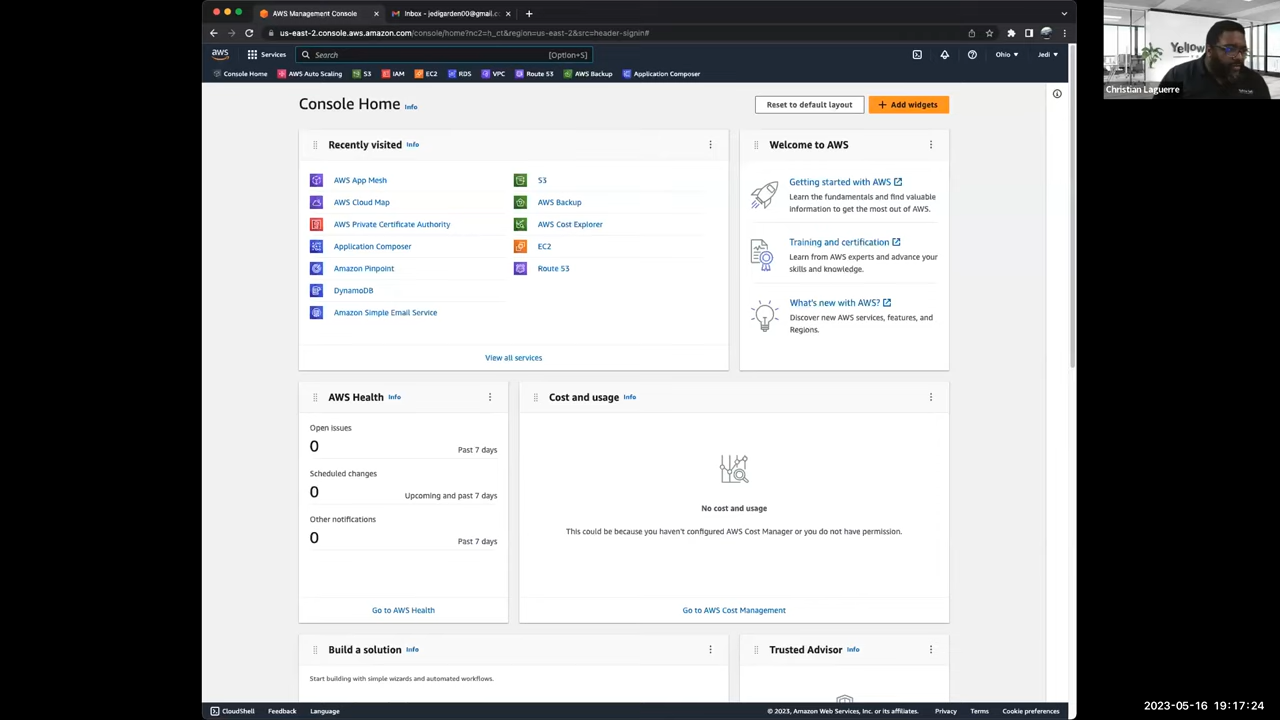 AWS Management Console
Inbox - jedigarden00@gmail.c
us-east-2.console.aws.amazon.com/console/home?nc2=h_ct&region=us-east-2&src=header-signin#
aws
Services
Search
[Option+S]
Ohio
Jedi
Console Home
AWS Auto Scaling
S3
IAM
EC2
RDS
VPC
Route 53
AWS Backup
Application Composer
Yellow
Christian Laguerre
Console Home Info
Reset to default layout
Add widgets
Recently visited Info
AWS App Mesh
AWS Cloud Map
AWS Private Certificate Authority
Application Composer
Amazon Pinpoint
DynamoDB
Amazon Simple Email Service
S3
AWS Backup
AWS Cost Explorer
EC2
Route 53
View all services
Welcome to AWS
Getting started with AWS
Learn the fundamentals and find valuable
information to get the most out of AWS.
Training and certification
Learn from AWS experts and advance your
skills and knowledge.
What's new with AWS?
Discover new AWS services, features, and
Regions.
AWS Health Info
Open issues
0
Past 7 days
Scheduled changes
0
Upcoming and past 7 days
Other notifications
0
Past 7 days
Go to AWS Health
Cost and usage Info
No cost and usage
This could be because you haven't configured AWS Cost Manager or you do not have permission.
Go to AWS Cost Management
Build a solution Info
Start building with simple wizards and automated workflows.
Trusted Advisor Info
CloudShell
Feedback
Language
© 2023, Amazon Web Services, Inc. or its affiliates.
Privacy
Terms
Cookie preferences
2023-05-16 19:17:24